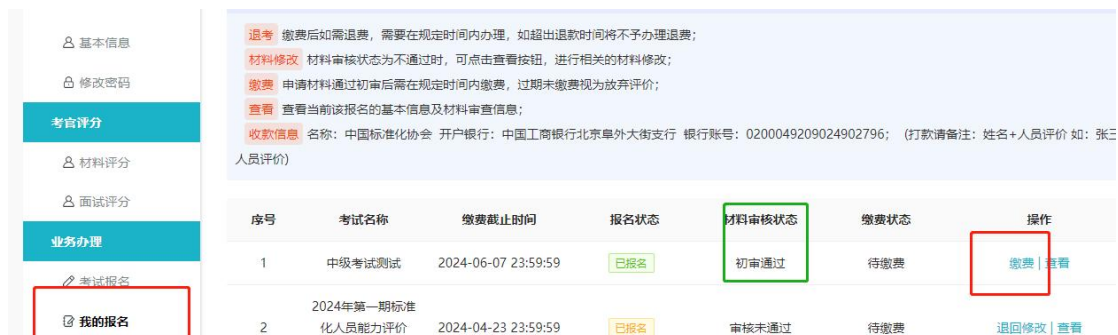 基本信息
修改密码
考官评分
材料评分
面试评分
业务办理
考试报名
我的报名
退考 缴费后如需退费，需要在规定时间内办理，如超出退款时间将不予办理退费；
材料修改 材料审核状态为不通过时，可点击查看按钮，进行相关的材料修改；
缴费 申请材料通过初审后需在规定时间内缴费，过期未缴费视为放弃评价；
查看 查看当前该报名的基本信息及材料审查信息；
收款信息 名称：中国标准化协会 开户银行：中国工商银行北京阜外大街支行 银行账号：0200049209024902796； (打款请备注：姓名+人员评价 如：张三
人员评价)
序号 考试名称 缴费截止时间 报名状态 材料审核状态 缴费状态 操作
1 中级考试测试 2024-06-07 23:59:59 已报名 初审通过 待缴费 缴费 | 查看
2024年第一期标准
2 化人员能力评价 2024-04-23 23:59:59 已报名 审核未通过 待缴费 退回修改 | 查看